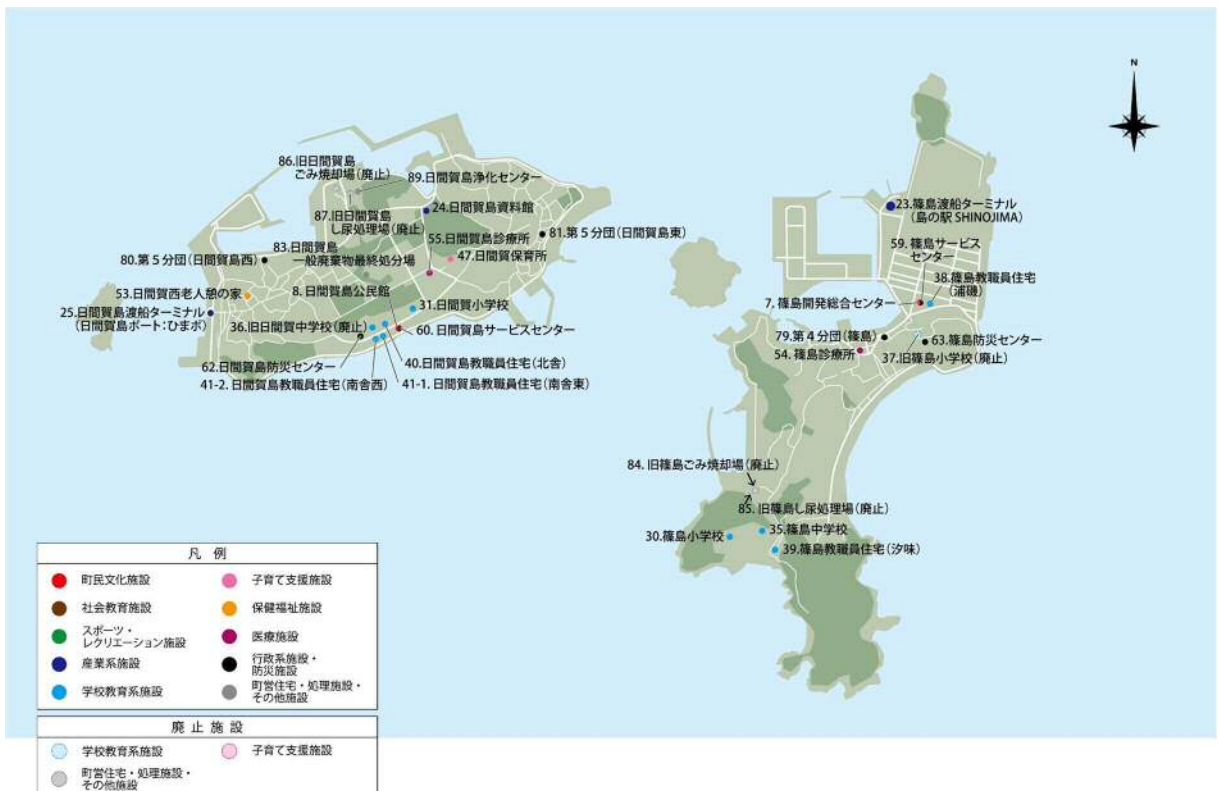 N
86.旧日間賀島
ごみ焼却場(廃止)
89.日間賀島浄化センター
87.旧日間賀島
し尿処理場(廃止)
24.日間賀島資料館
83.日間賀島
一般廃棄物最終処分場
55.日間賀島診療所
81.第5分団(日間賀島東)
47.日間賀保育所
80.第5分団(日間賀島西)
53.日間賀西老人憩の家
8.日間賀島公民館
25.日間賀島渡船ターミナル
(日間賀島ポート:ひまポ)
31.日間賀小学校
36.旧日間賀中学校(廃止)
60.日間賀島サービスセンター
62.日間賀島防災センター
40.日間賀島教職員住宅(北舎)
41-2.日間賀島教職員住宅(南舎西)
41-1.日間賀島教職員住宅(南舎東)
23.篠島渡船ターミナル
(島の駅 SHINOJIMA)
59.篠島サービス
センター
38.篠島教職員住宅
(浦磯)
7.篠島開発総合センター
79.第4分団(篠島)
63.篠島防災センター
54.篠島診療所
37.旧篠島小学校(廃止)
84.旧篠島ごみ焼却場(廃止)
85.旧篠島し尿処理場(廃止)
30.篠島小学校
35.篠島中学校
39.篠島教職員住宅(汐味)
凡例
町民文化施設
子育て支援施設
社会教育施設
保健福祉施設
スポーツ・
レクリエーション施設
医療施設
産業系施設
行政系施設・
防災施設
学校教育系施設
町営住宅・処理施設・
その他施設
廃止施設
学校教育系施設
子育て支援施設
町営住宅・処理施設・
その他施設